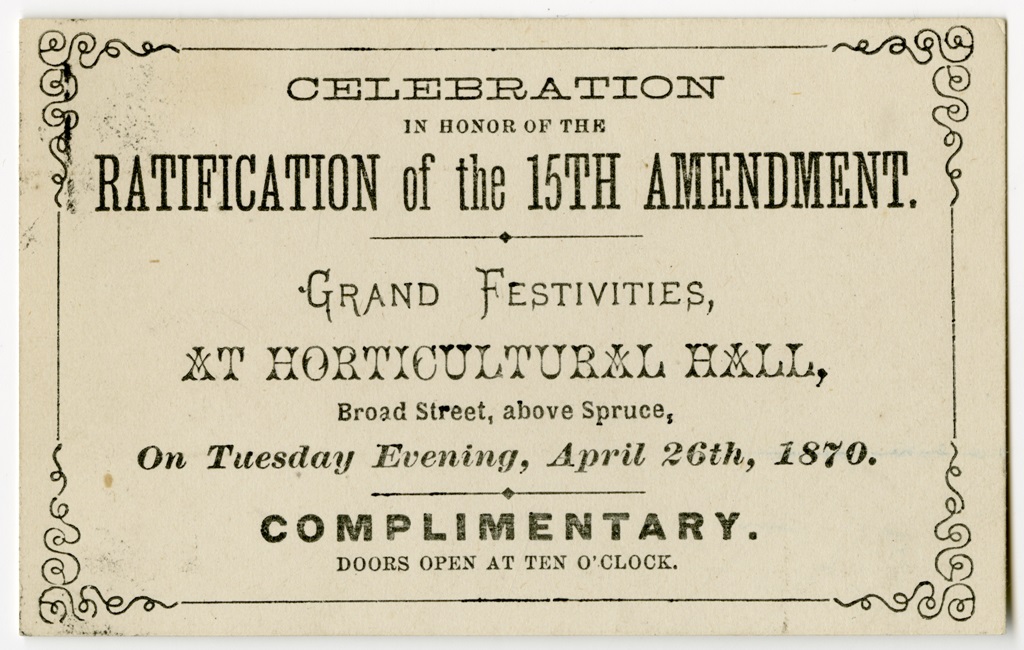 CELEBRATION
IN HONOR OF THE
RATIFICATION of the 15TH AMENDMENT.
GRAND FESTIVITIES,
AT HORTICULTURAL HALL,
Broad Street, above Spruce,
On Tuesday Evening, April 26th, 1870.
COMPLIMENTARY.
DOORS OPEN AT TEN O'CLOCK.